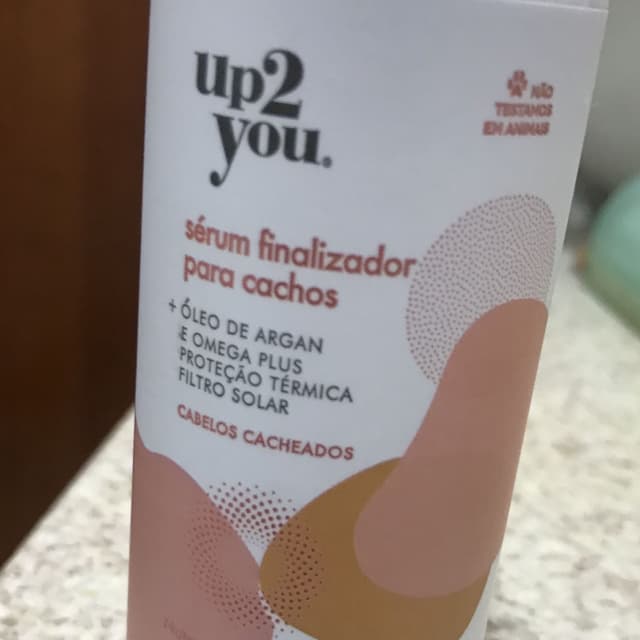 up2
you.
NÃO
TESTAMOS
EM ANIMAIS
sérum finalizador
para cachos
+ ÓLEO DE ARGAN
E OMEGA PLUS
PROTEÇÃO TÉRMICA
FILTRO SOLAR
CABELOS CACHEADOS